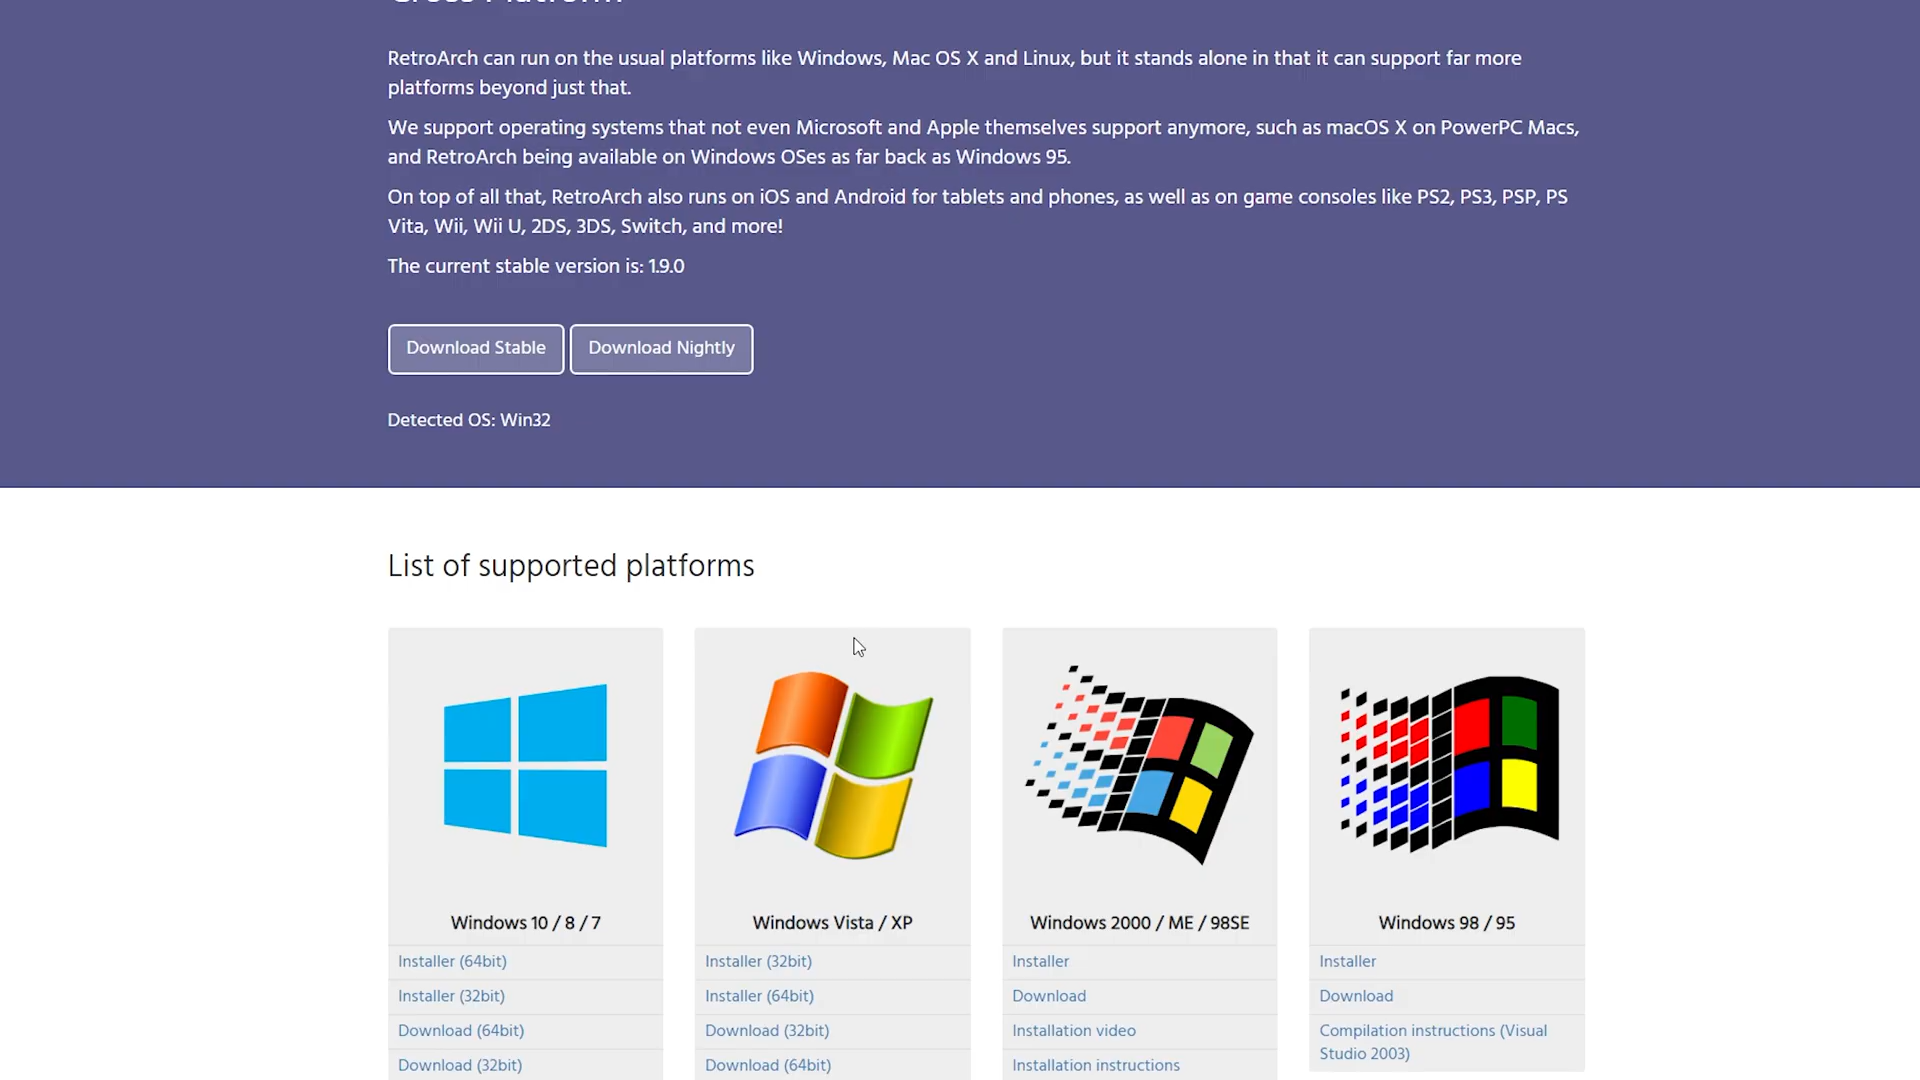 Cross Platform
RetroArch can run on the usual platforms like Windows, Mac OS X and Linux, but it stands alone in that it can support far more
platforms beyond just that.
We support operating systems that not even Microsoft and Apple themselves support anymore, such as macOS X on PowerPC Macs,
and RetroArch being available on Windows OSes as far back as Windows 95.
On top of all that, RetroArch also runs on iOS and Android for tablets and phones, as well as on game consoles like PS2, PS3, PSP, PS
Vita, Wii, Wii U, 2DS, 3DS, Switch, and more!
The current stable version is: 1.9.0
Download Stable
Download Nightly
Detected OS: Win32
List of supported platforms
Windows 10 / 8 / 7
Installer (64bit)
Installer (32bit)
Download (64bit)
Download (32bit)
Windows Vista / XP
Installer (32bit)
Installer (64bit)
Download (32bit)
Download (64bit)
Windows 2000 / ME / 98SE
Installer
Download
Installation video
Installation instructions
Windows 98 / 95
Installer
Download
Compilation instructions (Visual
Studio 2003)